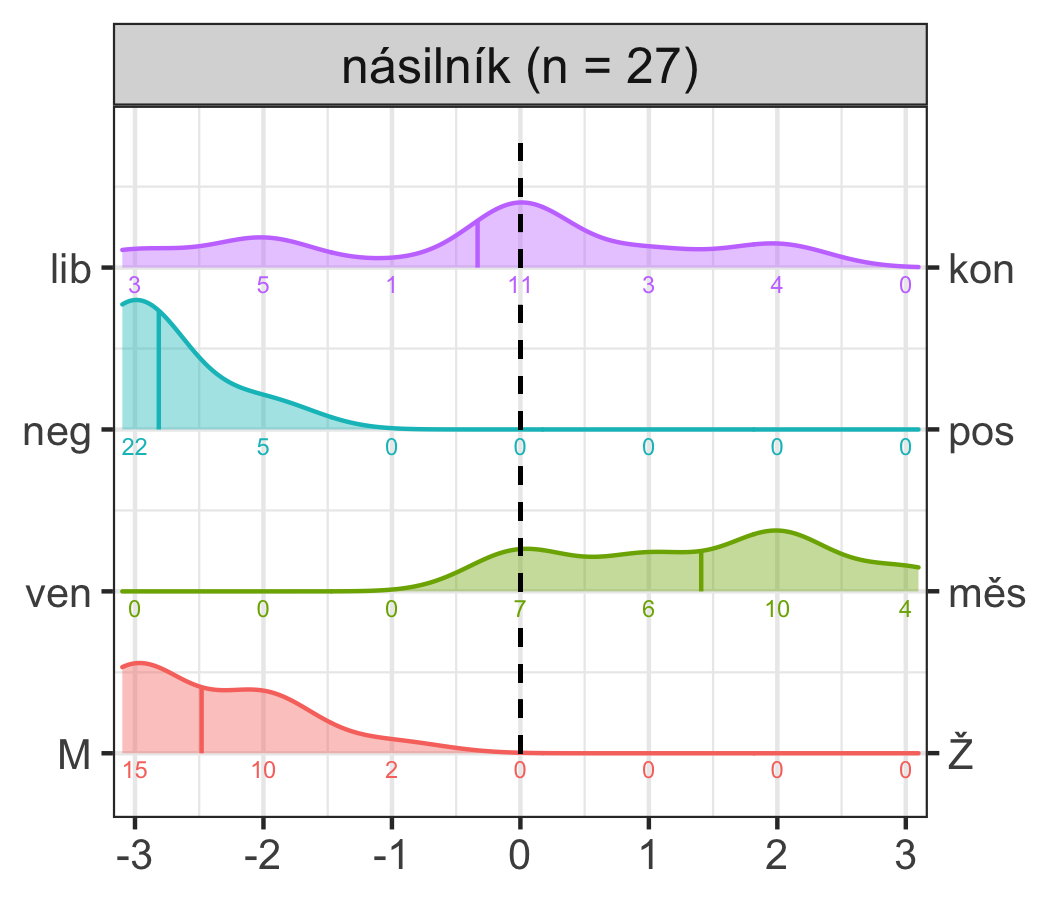 násilník (n = 27)
lib kon
3 5 1 11 3 4 0
neg pos
22 5 0 0 0 0 0
ven měs
0 0 0 7 6 10 4
M Ž
15 10 2 0 0 0 0
-3 -2 -1 0 1 2 3